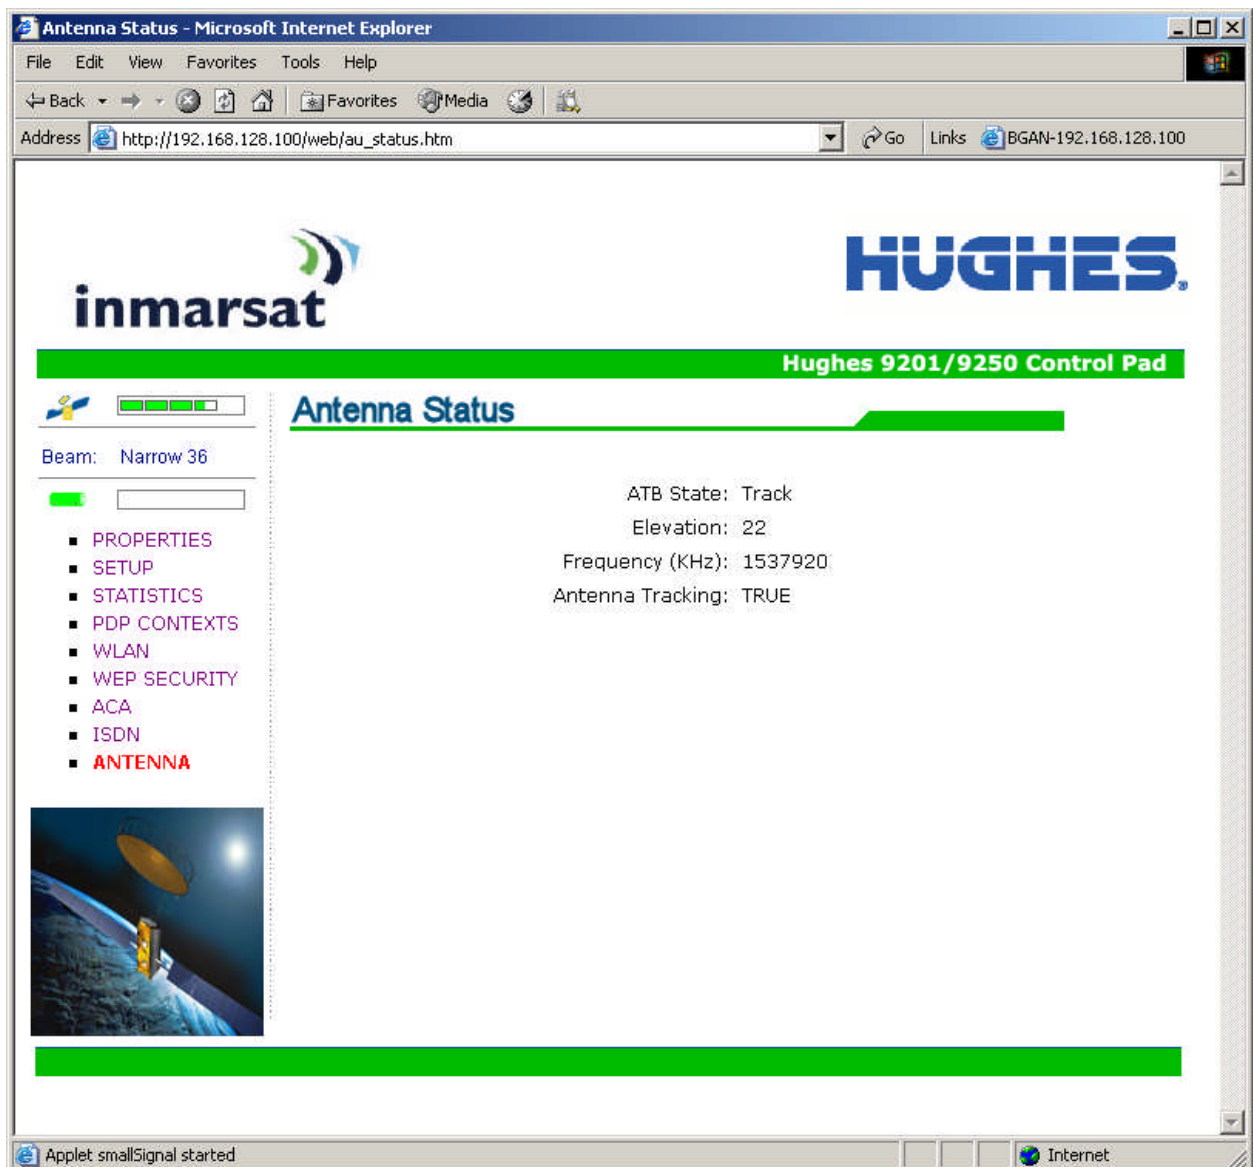 Antenna Status - Microsoft Internet Explorer
File Edit View Favorites Tools Help
Back Favorites Media
Address http://192.168.128.100/web/au_status.htm Go Links BGAN-192.168.128.100
inmarsat
HUGHES.
Hughes 9201/9250 Control Pad
Beam: Narrow 36
PROPERTIES
SETUP
STATISTICS
PDP CONTEXTS
WLAN
WEP SECURITY
ACA
ISDN
ANTENNA
Antenna Status
ATB State: Track
Elevation: 22
Frequency (KHz): 1537920
Antenna Tracking: TRUE
Applet smallSignal started Internet